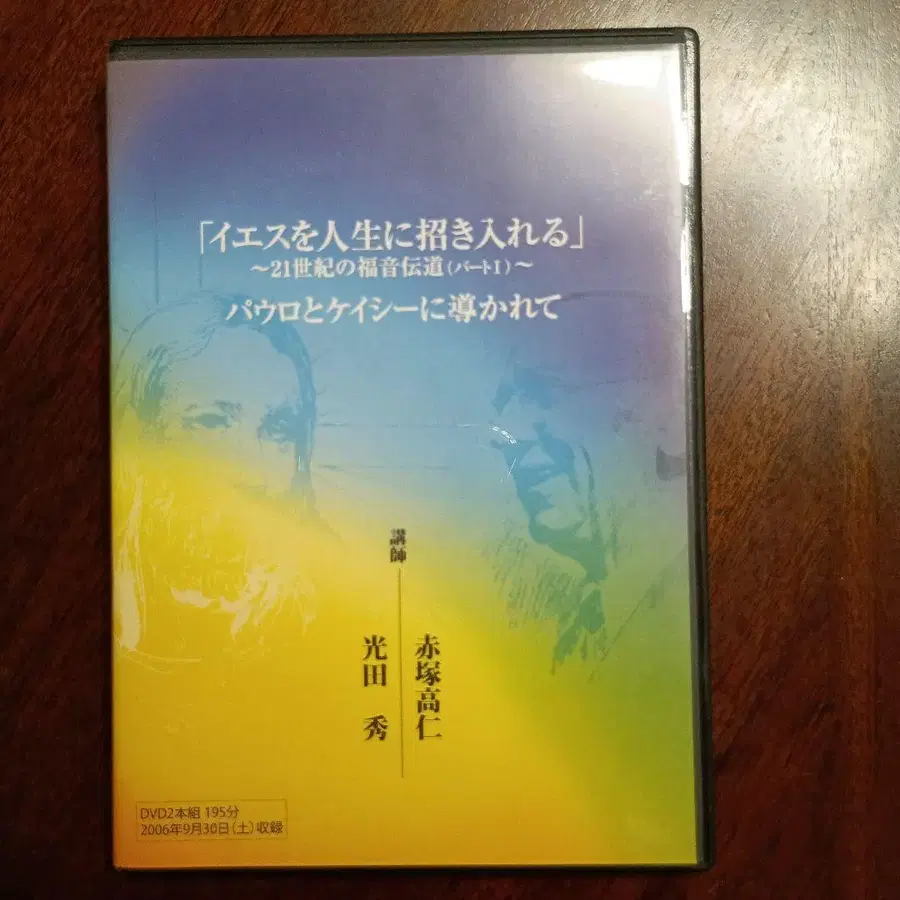 「イエスを人生に招き入れる」
～21世紀の福音伝道（パートI）～
パウロとケイシーに導かれて
講師
赤塚高仁
光田 秀
DVD2本組 195分
2006年9月30日（土）収録